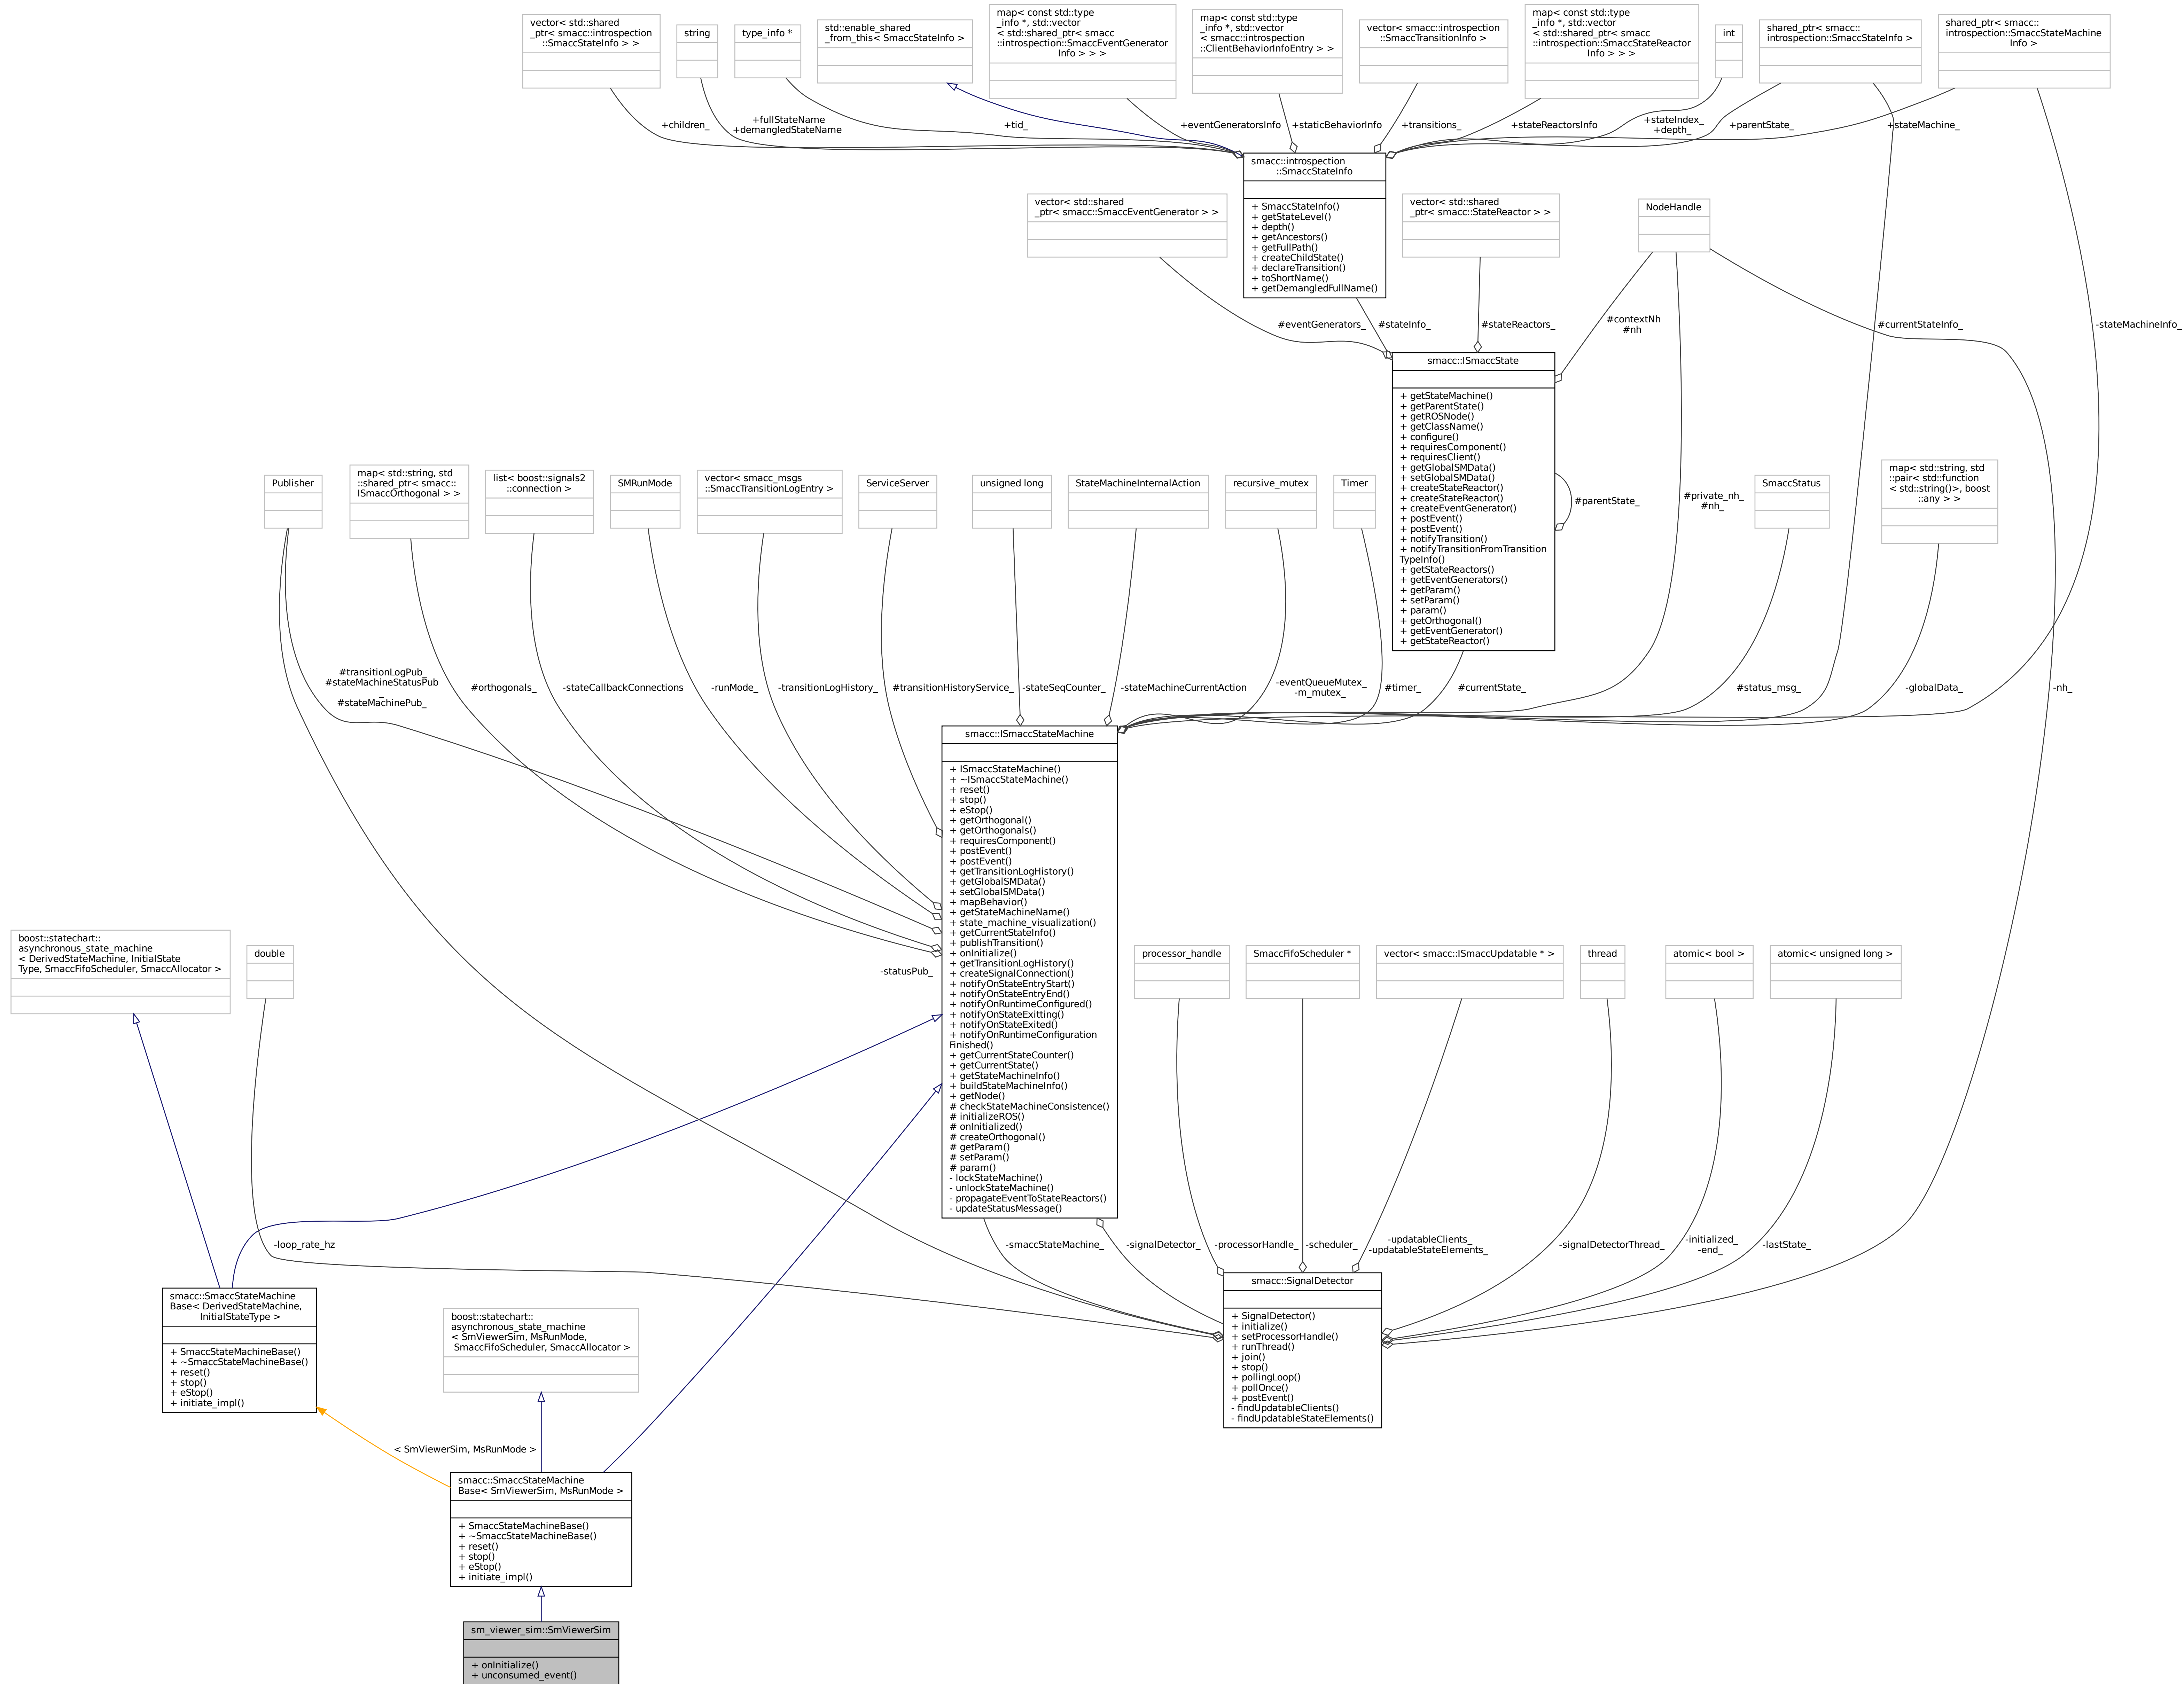 vector< std::shared
_ptr< smacc::introspection
::SmaccStateInfo > >
string
type_info *
std::enable_shared
_from_this< SmaccStateInfo >
map< const std::type
_info *, std::vector
< std::shared_ptr< smacc
::introspection::SmaccEventGenerator
Info > > >
map< const std::type
_info *, std::vector
< smacc::introspection
::ClientBehaviorInfoEntry > >
vector< smacc::introspection
::SmaccTransitionInfo >
map< const std::type
_info *, std::vector
< std::shared_ptr< smacc
::introspection::SmaccStateReactor
Info > > >
int
shared_ptr< smacc::
introspection::SmaccStateInfo >
shared_ptr< smacc::
introspection::SmaccStateMachine
Info >
+children_
+fullStateName
+demangledStateName
+tid_
+eventGeneratorsInfo
+staticBehaviorInfo
+transitions_
+stateReactorsInfo
+stateIndex_
+depth_
+parentState_
+stateMachine_
smacc::introspection
::SmaccStateInfo
+ SmaccStateInfo()
+ getStateLevel()
+ depth()
+ getAncestors()
+ getFullPath()
+ createChildState()
+ declareTransition()
+ toShortName()
+ getDemangledFullName()
vector< std::shared
_ptr< smacc::SmaccEventGenerator > >
vector< std::shared
_ptr< smacc::StateReactor > >
NodeHandle
#eventGenerators_
#stateInfo_
#stateReactors_
#contextNh
#nh
#currentStateInfo_
-stateMachineInfo_
smacc::ISmaccState
+ getStateMachine()
+ getParentState()
+ getROSNode()
+ getClassName()
+ configure()
+ requiresComponent()
+ requiresClient()
+ getGlobalSMData()
+ setGlobalSMData()
+ createStateReactor()
+ createStateReactor()
+ createEventGenerator()
+ postEvent()
+ postEvent()
+ notifyTransition()
+ notifyTransitionFromTransition
TypeInfo()
+ getStateReactors()
+ getEventGenerators()
+ getParam()
+ setParam()
+ param()
+ getOrthogonal()
+ getEventGenerator()
+ getStateReactor()
#parentState_
#private_nh_
#nh_
Publisher
map< std::string, std
::shared_ptr< smacc::
ISmaccOrthogonal > >
list< boost::signals2
::connection >
SMRunMode
vector< smacc_msgs
::SmaccTransitionLogEntry >
ServiceServer
unsigned long
StateMachineInternalAction
recursive_mutex
Timer
SmaccStatus
map< std::string, std
::pair< std::function
< std::string()>, boost
::any > >
#transitionLogPub_
#stateMachineStatusPub
_
#stateMachinePub_
#orthogonals_
-stateCallbackConnections
-runMode_
-transitionLogHistory_
#transitionHistoryService_
-stateSeqCounter_
-stateMachineCurrentAction
-eventQueueMutex_
-m_mutex_
#timer_
#currentState_
#status_msg_
-globalData_
-nh_
smacc::ISmaccStateMachine
+ ISmaccStateMachine()
+ ~ISmaccStateMachine()
+ reset()
+ stop()
+ eStop()
+ getOrthogonal()
+ getOrthogonals()
+ requiresComponent()
+ postEvent()
+ postEvent()
+ getTransitionLogHistory()
+ getGlobalSMData()
+ setGlobalSMData()
+ mapBehavior()
+ getStateMachineName()
+ state_machine_visualization()
+ getCurrentStateInfo()
+ publishTransition()
+ onInitialize()
+ getTransitionLogHistory()
+ createSignalConnection()
+ notifyOnStateEntryStart()
+ notifyOnStateEntryEnd()
+ notifyOnRuntimeConfigured()
+ notifyOnStateExitting()
+ notifyOnStateExited()
+ notifyOnRuntimeConfiguration
Finished()
+ getCurrentStateCounter()
+ getCurrentState()
+ getStateMachineInfo()
+ buildStateMachineInfo()
+ getNode()
# checkStateMachineConsistence()
# initializeROS()
# onInitialized()
# createOrthogonal()
# getParam()
# setParam()
# param()
- lockStateMachine()
- unlockStateMachine()
- propagateEventToStateReactors()
- updateStatusMessage()
boost::statechart::
asynchronous_state_machine
< DerivedStateMachine, InitialState
Type, SmaccFifoScheduler, SmaccAllocator >
double
-statusPub_
processor_handle
SmaccFifoScheduler *
vector< smacc::ISmaccUpdatable * >
thread
atomic< bool >
atomic< unsigned long >
-loop_rate_hz
-smaccStateMachine_
-signalDetector_
-processorHandle_
-scheduler_
-updatableClients_
-updatableStateElements_
-signalDetectorThread_
-initialized_
-end_
-lastState_
smacc::SignalDetector
+ SignalDetector()
+ initialize()
+ setProcessorHandle()
+ runThread()
+ join()
+ stop()
+ pollingLoop()
+ pollOnce()
+ postEvent()
- findUpdatableClients()
- findUpdatableStateElements()
smacc::SmaccStateMachine
Base< DerivedStateMachine,
InitialStateType >
+ SmaccStateMachineBase()
+ ~SmaccStateMachineBase()
+ reset()
+ stop()
+ eStop()
+ initiate_impl()
boost::statechart::
asynchronous_state_machine
< SmViewerSim, MsRunMode,
SmaccFifoScheduler, SmaccAllocator >
< SmViewerSim, MsRunMode >
smacc::SmaccStateMachine
Base< SmViewerSim, MsRunMode >
+ SmaccStateMachineBase()
+ ~SmaccStateMachineBase()
+ reset()
+ stop()
+ eStop()
+ initiate_impl()
sm_viewer_sim::SmViewerSim
+ onInitialize()
+ unconsumed_event()